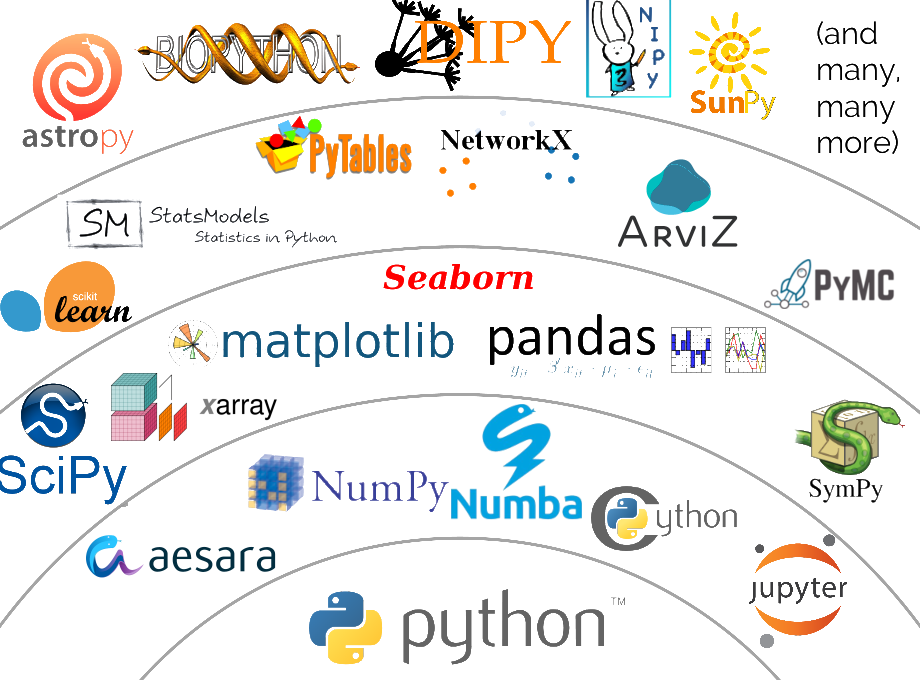 astropy
BIOPYTHON
DIPY
NIPY
SunPy
(and
many,
many
more)
PyTables
NetworkX
SM StatsModels
Statistics in Python
ARVIZ
Seaborn
scikit
learn
PyMC
matplotlib
pandas
xarray
SciPy
NumPy
Numba
Cython
SymPy
aesara
jupyter
python™